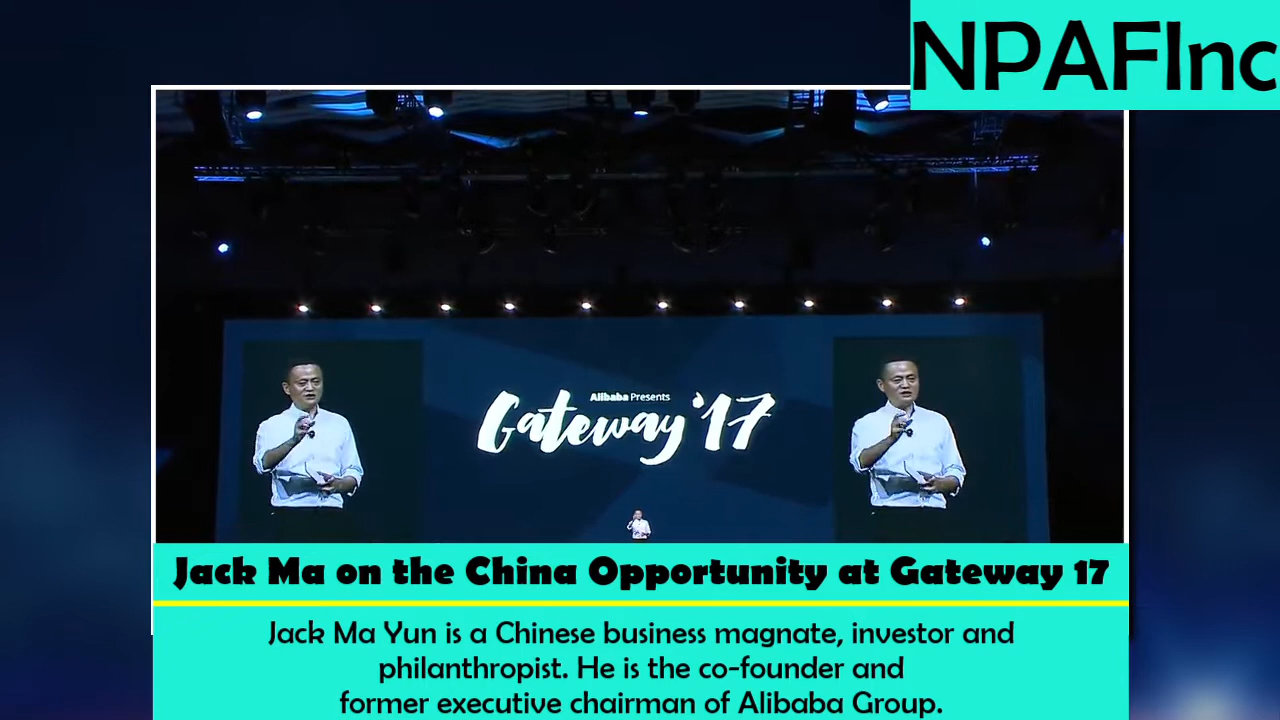 NPAFInc
Alibaba Presents
Gateway '17
Jack Ma on the China Opportunity at Gateway 17
Jack Ma Yun is a Chinese business magnate, investor and
philanthropist. He is the co-founder and
former executive chairman of Alibaba Group.